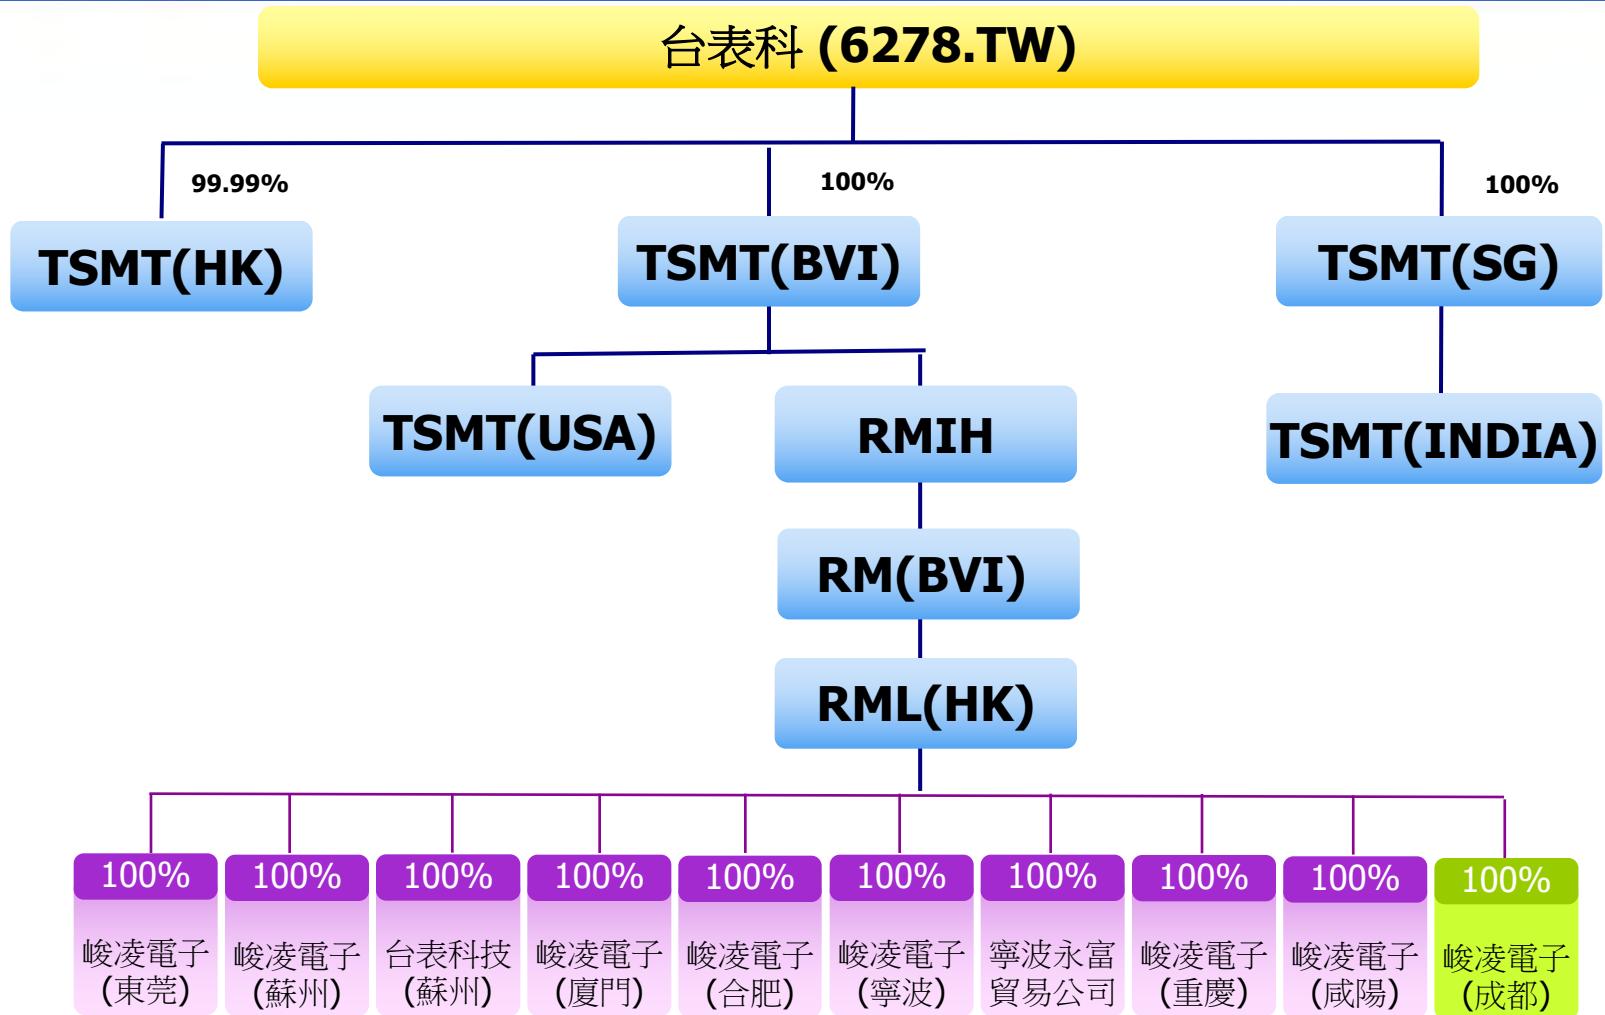 台表科 (6278.TW)
99.99%
100%
100%
TSMT(HK)
TSMT(BVI)
TSMT(SG)
TSMT(USA)
RMIH
TSMT(INDIA)
RM(BVI)
RML(HK)
100%
峻凌電子
(東莞)
100%
峻凌電子
(蘇州)
100%
台表科技
(蘇州)
100%
峻凌電子
(廈門)
100%
峻凌電子
(合肥)
100%
峻凌電子
(寧波)
100%
寧波永富
貿易公司
100%
峻凌電子
(重慶)
100%
峻凌電子
(咸陽)
100%
峻凌電子
(成都)